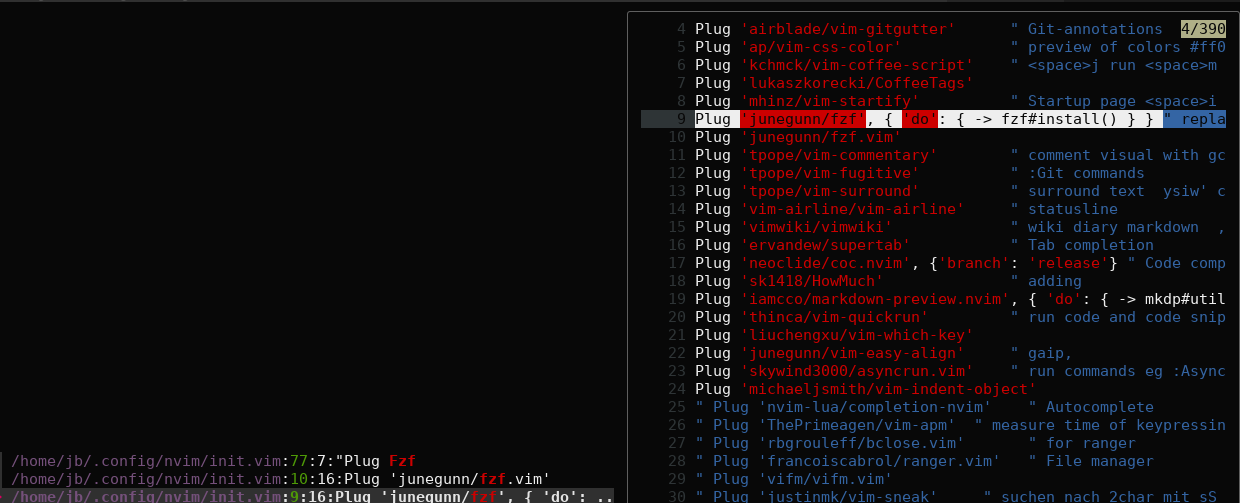 /home/jb/.config/nvim/init.vim:77:7:"Plug Fzf
/home/jb/.config/nvim/init.vim:10:16:Plug 'junegunn/fzf.vim'
/home/jb/.config/nvim/init.vim:9:16:Plug 'junegunn/fzf', { 'do': ..
4 Plug 'airblade/vim-gitgutter' " Git-annotations 4/390
5 Plug 'ap/vim-css-color' " preview of colors #ff0
6 Plug 'kchmck/vim-coffee-script' " <space>j run <space>m
7 Plug 'lukaszkorecki/CoffeeTags'
8 Plug 'mhinz/vim-startify' " Startup page <space>i
9 Plug 'junegunn/fzf', { 'do': { -> fzf#install() } } " repla
10 Plug 'junegunn/fzf.vim'
11 Plug 'tpope/vim-commentary' " comment visual with gc
12 Plug 'tpope/vim-fugitive' " :Git commands
13 Plug 'tpope/vim-surround' " surround text  ysiw' c
14 Plug 'vim-airline/vim-airline' " statusline
15 Plug 'vimwiki/vimwiki' " wiki diary markdown  ,
16 Plug 'ervandew/supertab' " Tab completion
17 Plug 'neoclide/coc.nvim', {'branch': 'release'} " Code comp
18 Plug 'sk1418/HowMuch' " adding
19 Plug 'iamcco/markdown-preview.nvim', { 'do': { -> mkdp#util
20 Plug 'thinca/vim-quickrun' " run code and code snip
21 Plug 'liuchengxu/vim-which-key'
22 Plug 'junegunn/vim-easy-align' " gaip,
23 Plug 'skywind3000/asyncrun.vim' " run commands eg :Async
24 Plug 'michaeljsmith/vim-indent-object'
25 " Plug 'nvim-lua/completion-nvim' " Autocomplete
26 " Plug 'ThePrimeagen/vim-apm' " measure time of keypressin
27 " Plug 'rbgrouleff/bclose.vim' " for ranger
28 " Plug 'francoiscabrol/ranger.vim' " File manager
29 " Plug 'vifm/vifm.vim'
30 " Plug 'justinmk/vim-sneak' " suchen nach 2char mit sS